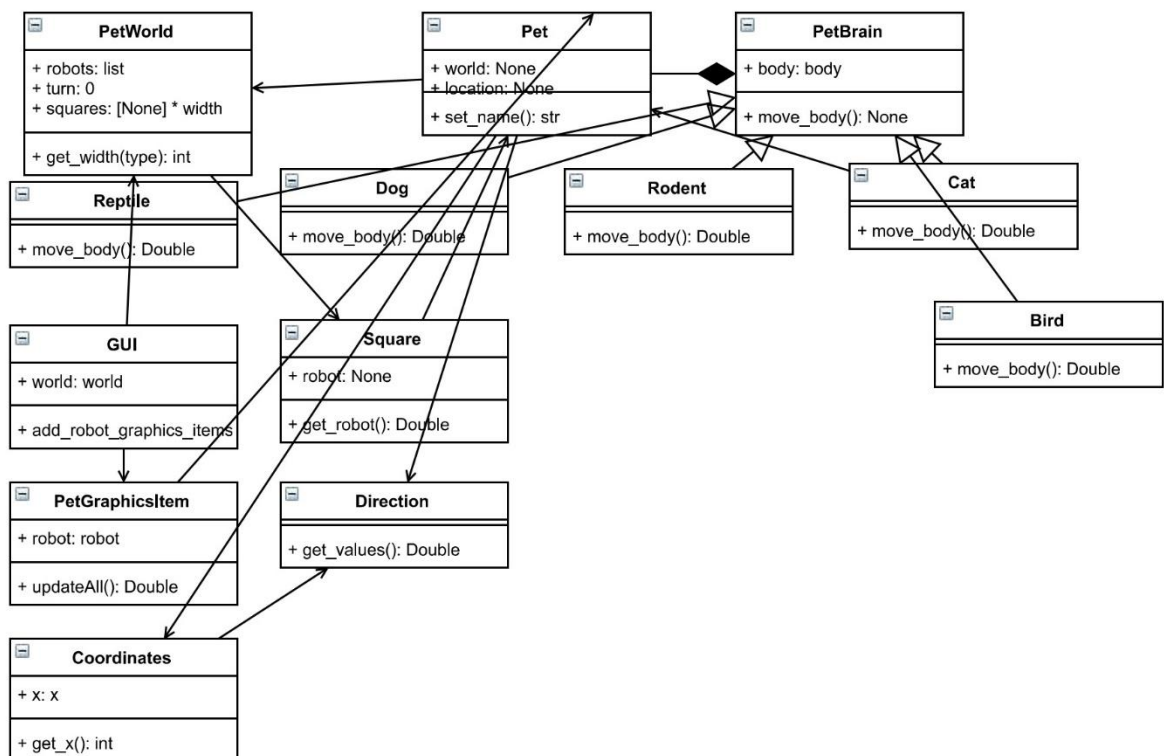 PetWorld
+ robots: list
+ turn: 0
+ squares: [None] * width
+ get_width(type): int
Pet
+ world: None
+ location: None
+ set_name(): str
PetBrain
+ body: body
+ move_body(): None
Reptile
+ move_body(): Double
Dog
+ move_body(): Double
Rodent
+ move_body(): Double
Cat
+ move_body(): Double
Bird
+ move_body(): Double
GUI
+ world: world
+ add_robot_graphics_items
Square
+ robot: None
+ get_robot(): Double
PetGraphicsItem
+ robot: robot
+ updateAll(): Double
Direction
+ get_values(): Double
Coordinates
+ x: x
+ get_x(): int